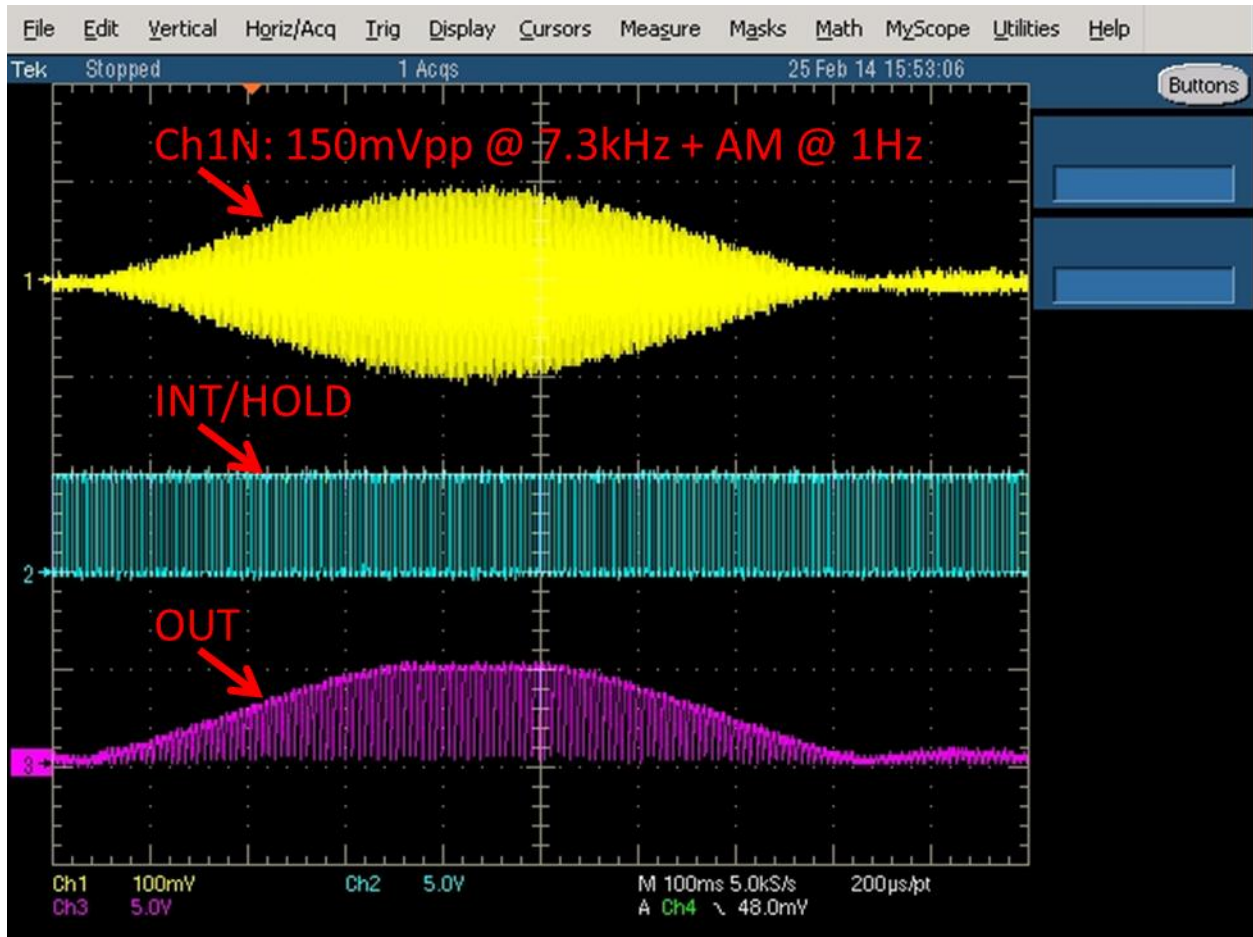 File Edit Vertical Horiz/Acq Trig Display Cursors Measure Masks Math MyScope Utilities Help
Tek Stopped 1 Acqs 25 Feb 14 15:53:06
Buttons
Ch1N: 150mVpp @ 7.3kHz + AM @ 1Hz
1
INT/HOLD
2
OUT
3
Ch1 100mV Ch2 5.0V M 100ms 5.0kS/s 200µs/pt
Ch3 5.0V A Ch4 \ 48.0mV